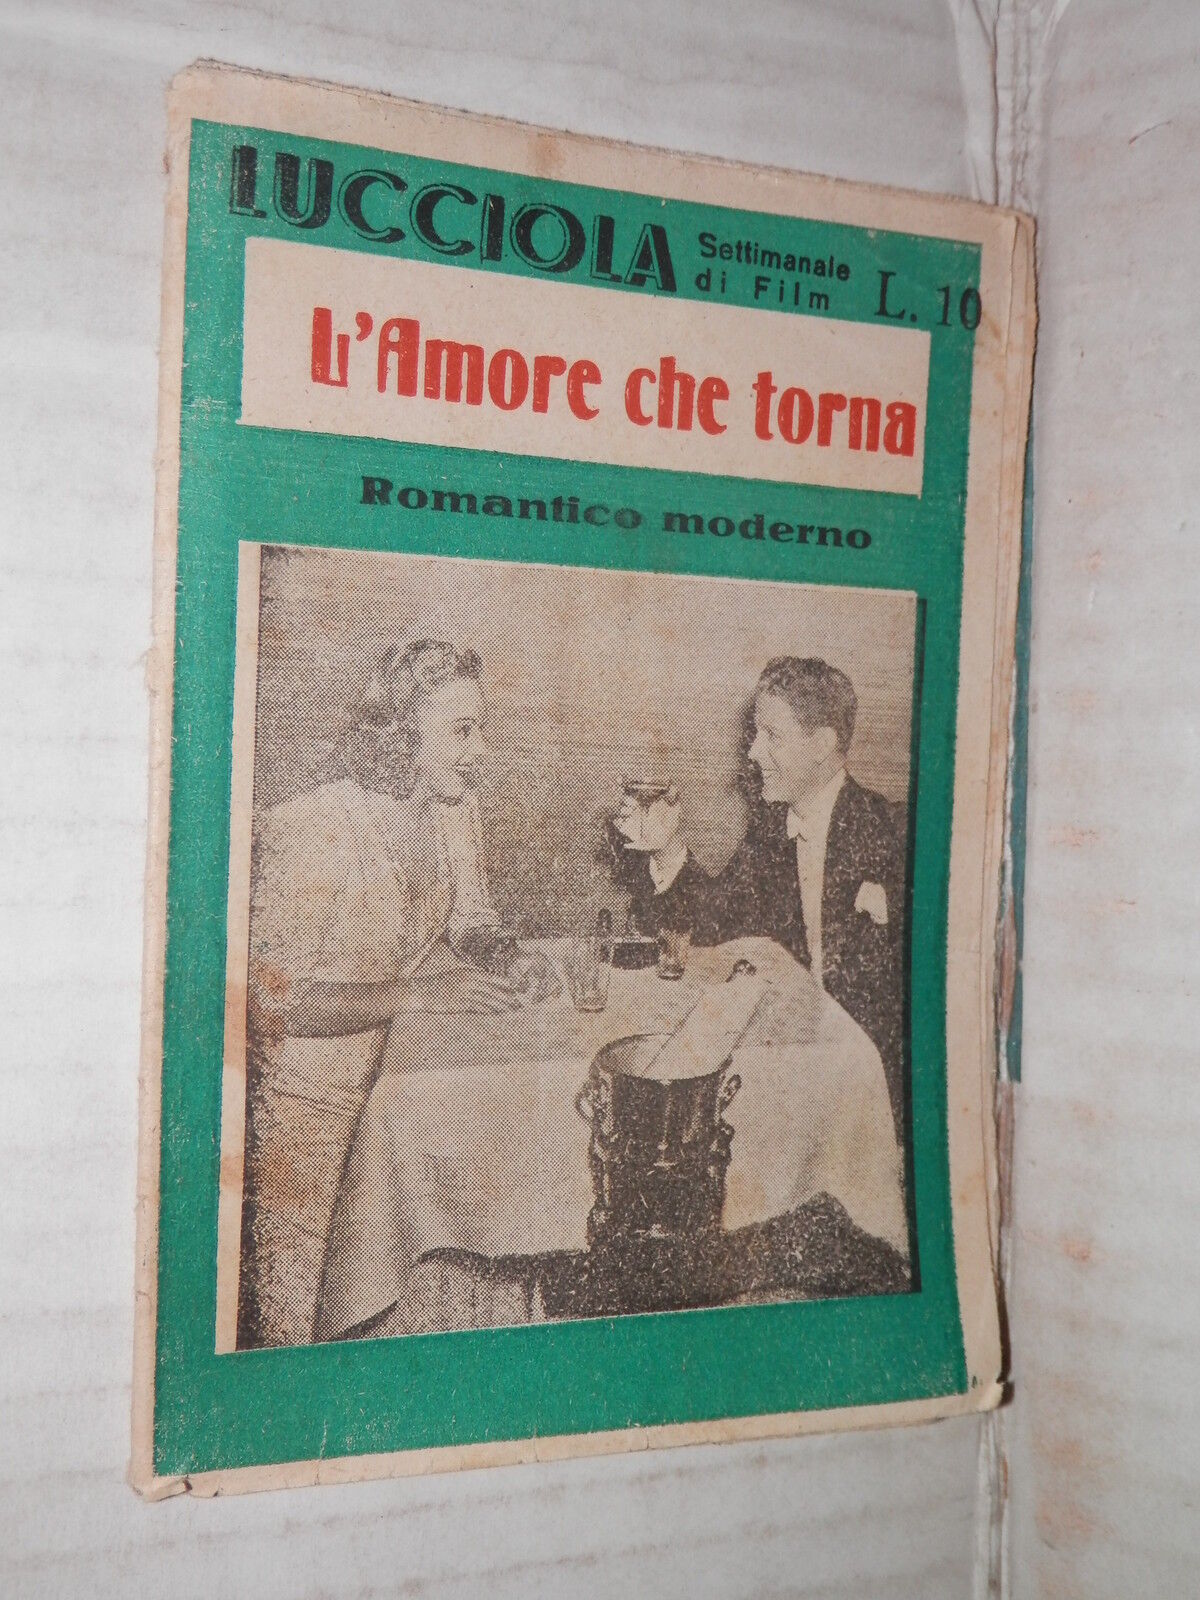 LUCCIOLA
Settimanale
di Film
L. 10
L'Amore che torna
Romantico moderno